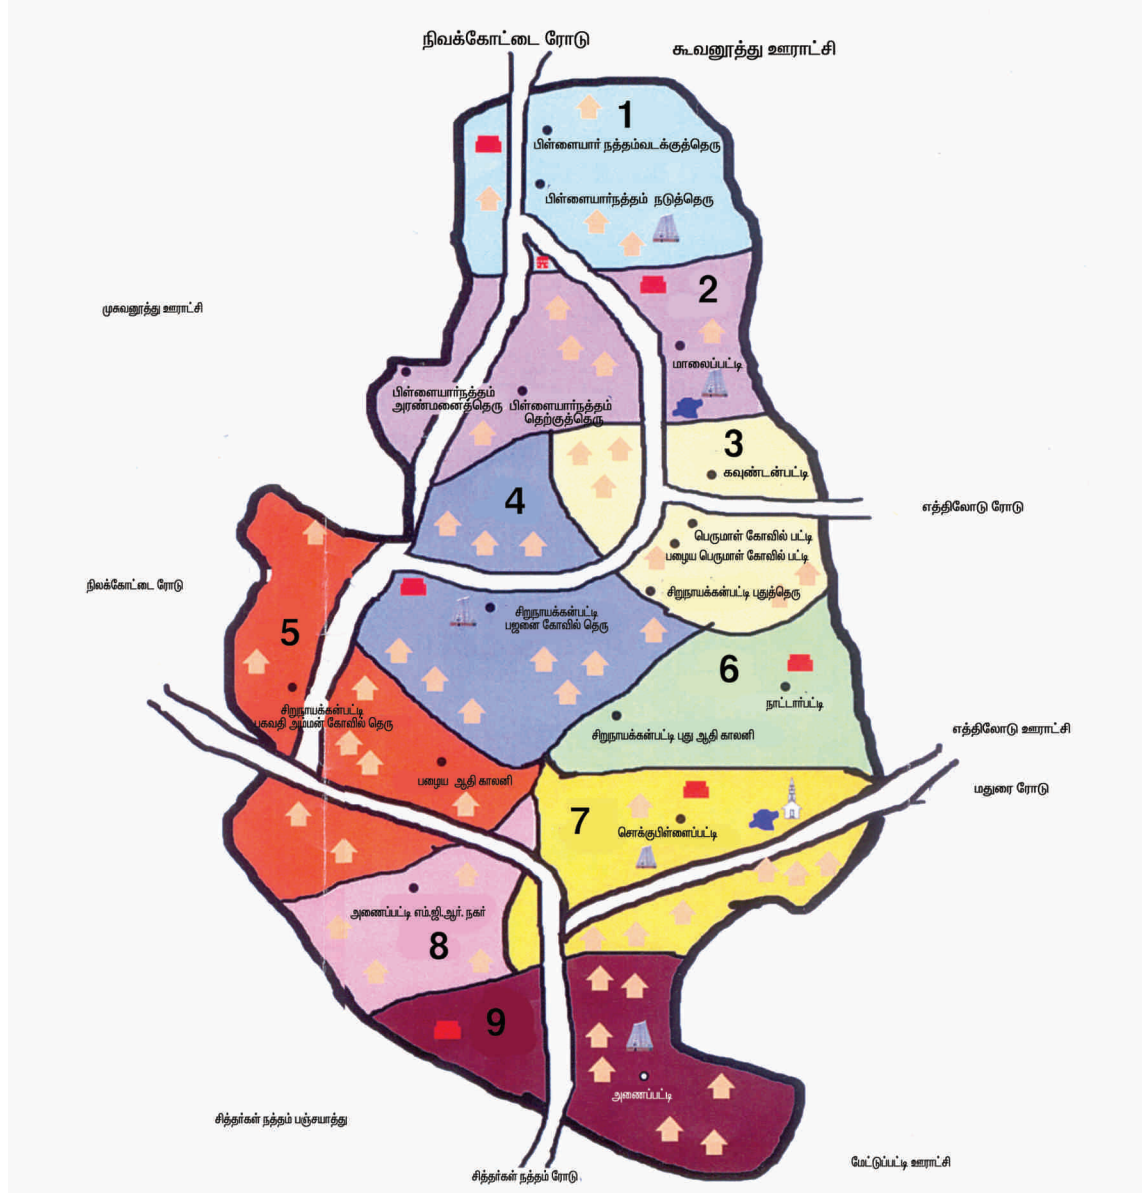 நிலக்கோட்டை ரோடு
கூவனூத்து ஊராட்சி
1
பிள்ளையார் நத்தம்வடக்குத்தெரு
பிள்ளையார்நத்தம் நடுத்தெரு
2
முசுவனூத்து ஊராட்சி
மாலைப்பட்டி
பிள்ளையார்நத்தம்
அரண்மனைத்தெரு
பிள்ளையார்நத்தம்
தெற்குத்தெரு
3
கவுண்டன்பட்டி
4
எத்திலோடு ரோடு
பெருமாள் கோவில் பட்டி
பழைய பெருமாள் கோவில் பட்டி
நிலக்கோட்டை ரோடு
சிறுநாயக்கன்பட்டி புதுத்தெரு
சிறுநாயக்கன்பட்டி
பஜனை கோவில் தெரு
5
6
நாட்டார்பட்டி
சிறுநாயக்கன்பட்டி
பகவதி அம்மன் கோவில் தெரு
சிறுநாயக்கன்பட்டி புது ஆதி காலனி
எத்திலோடு ஊராட்சி
பழைய ஆதி காலனி
மதுரை ரோடு
7
சொக்குபிள்ளைப்பட்டி
அணைப்பட்டி எம்.ஜி.ஆர். நகர்
8
9
அணைப்பட்டி
சித்தர்கள் நத்தம் பஞ்சயாத்து
மேட்டுப்பட்டி ஊராட்சி
சித்தர்கள் நத்தம் ரோடு